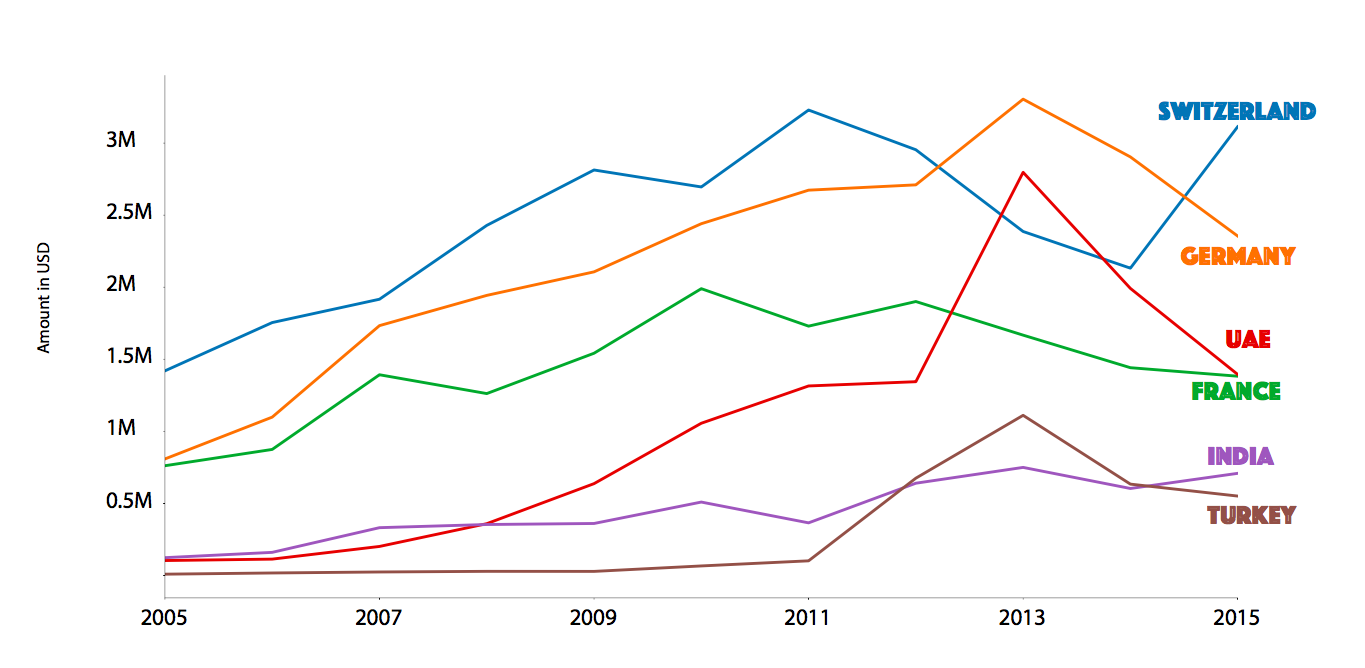 SWITZERLAND
3M
2.5M
GERMANY
2M
Amount in USD
UAE
1.5M
FRANCE
1M
INDIA
0.5M
TURKEY
2005 2007 2009 2011 2013 2015